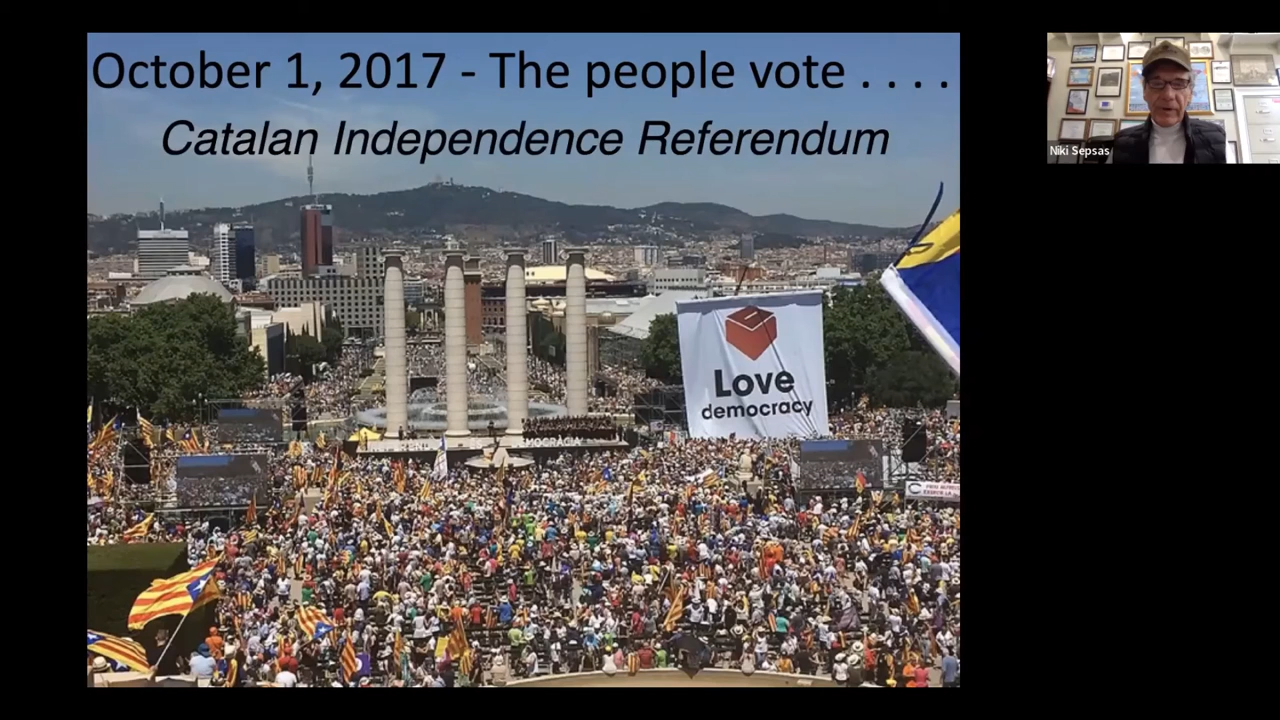 October 1, 2017 - The people vote . . . .
Catalan Independence Referendum
Niki Sepsas
Love
democracy
DEMOCRÀCIA